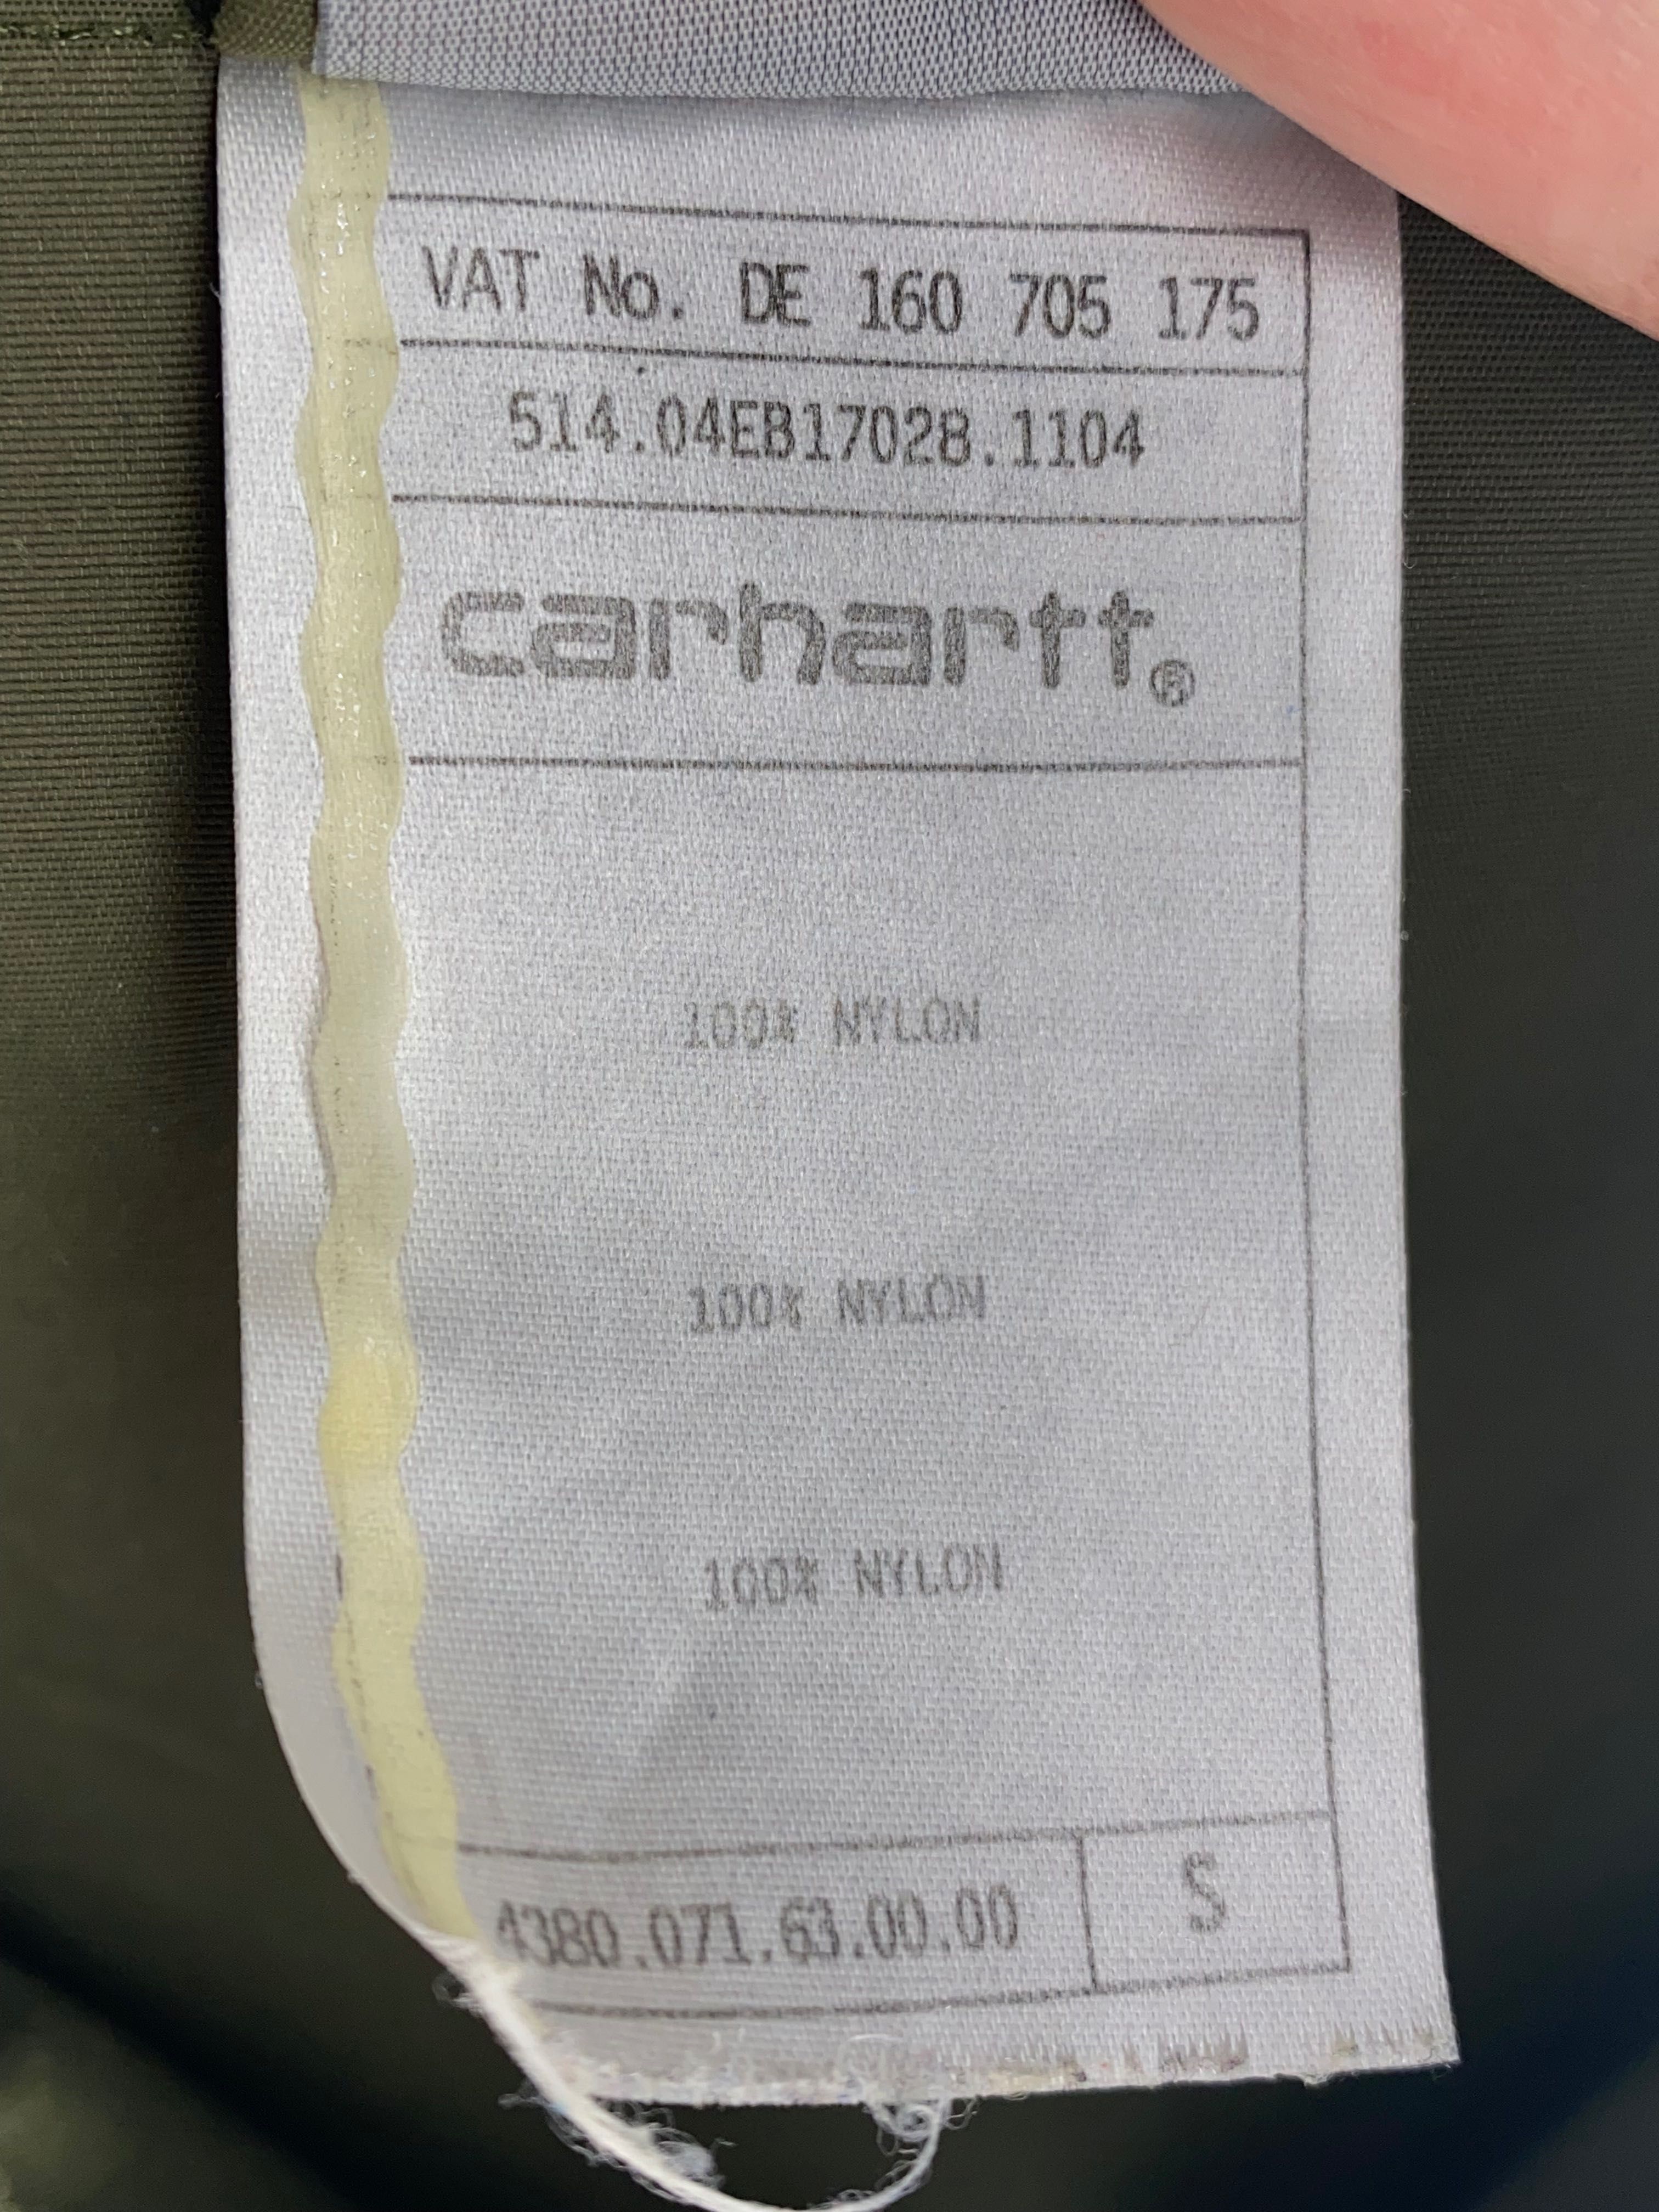 VAT No. DE 160 705 175
514.04EB17028.1104
carhartt®
100% NYLON
100% NYLON
100% NYLON
4380.071.63.00.00 S